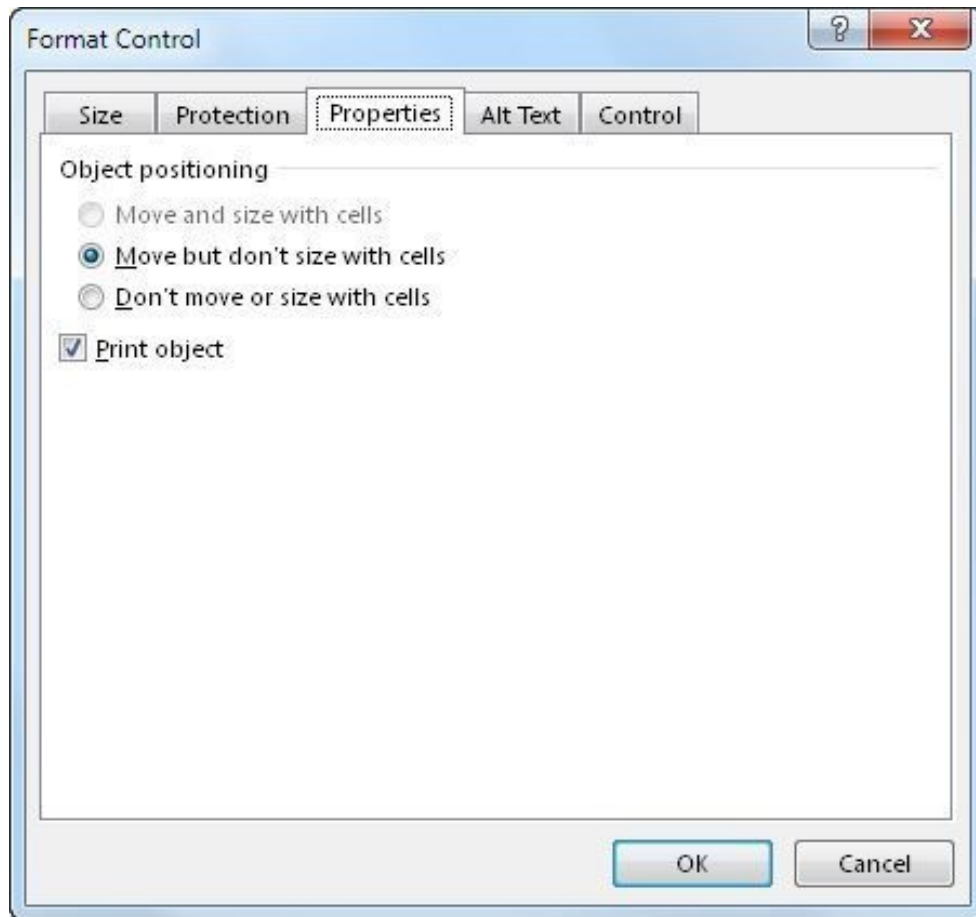 Format Control
?
Size Protection Properties Alt Text Control
Object positioning
Move and size with cells
Move but don't size with cells
Don't move or size with cells
Print object
OK Cancel